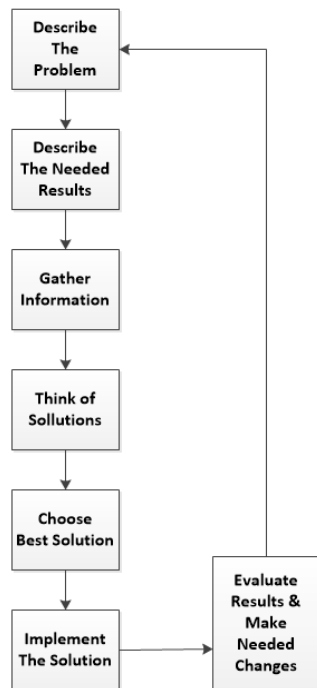 Describe
The
Problem
Describe
The Needed
Results
Gather
Information
Think of
Sollutions
Choose
Best Solution
Implement
The Solution
Evaluate
Results &
Make
Needed
Changes